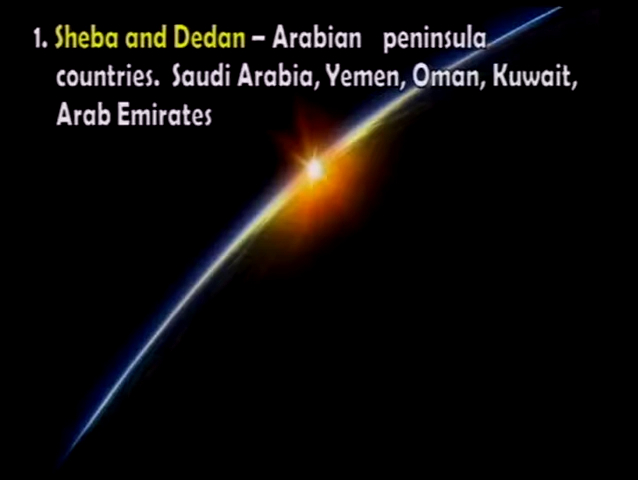 1. Sheba and Dedan – Arabian peninsula
countries. Saudi Arabia, Yemen, Oman, Kuwait,
Arab Emirates